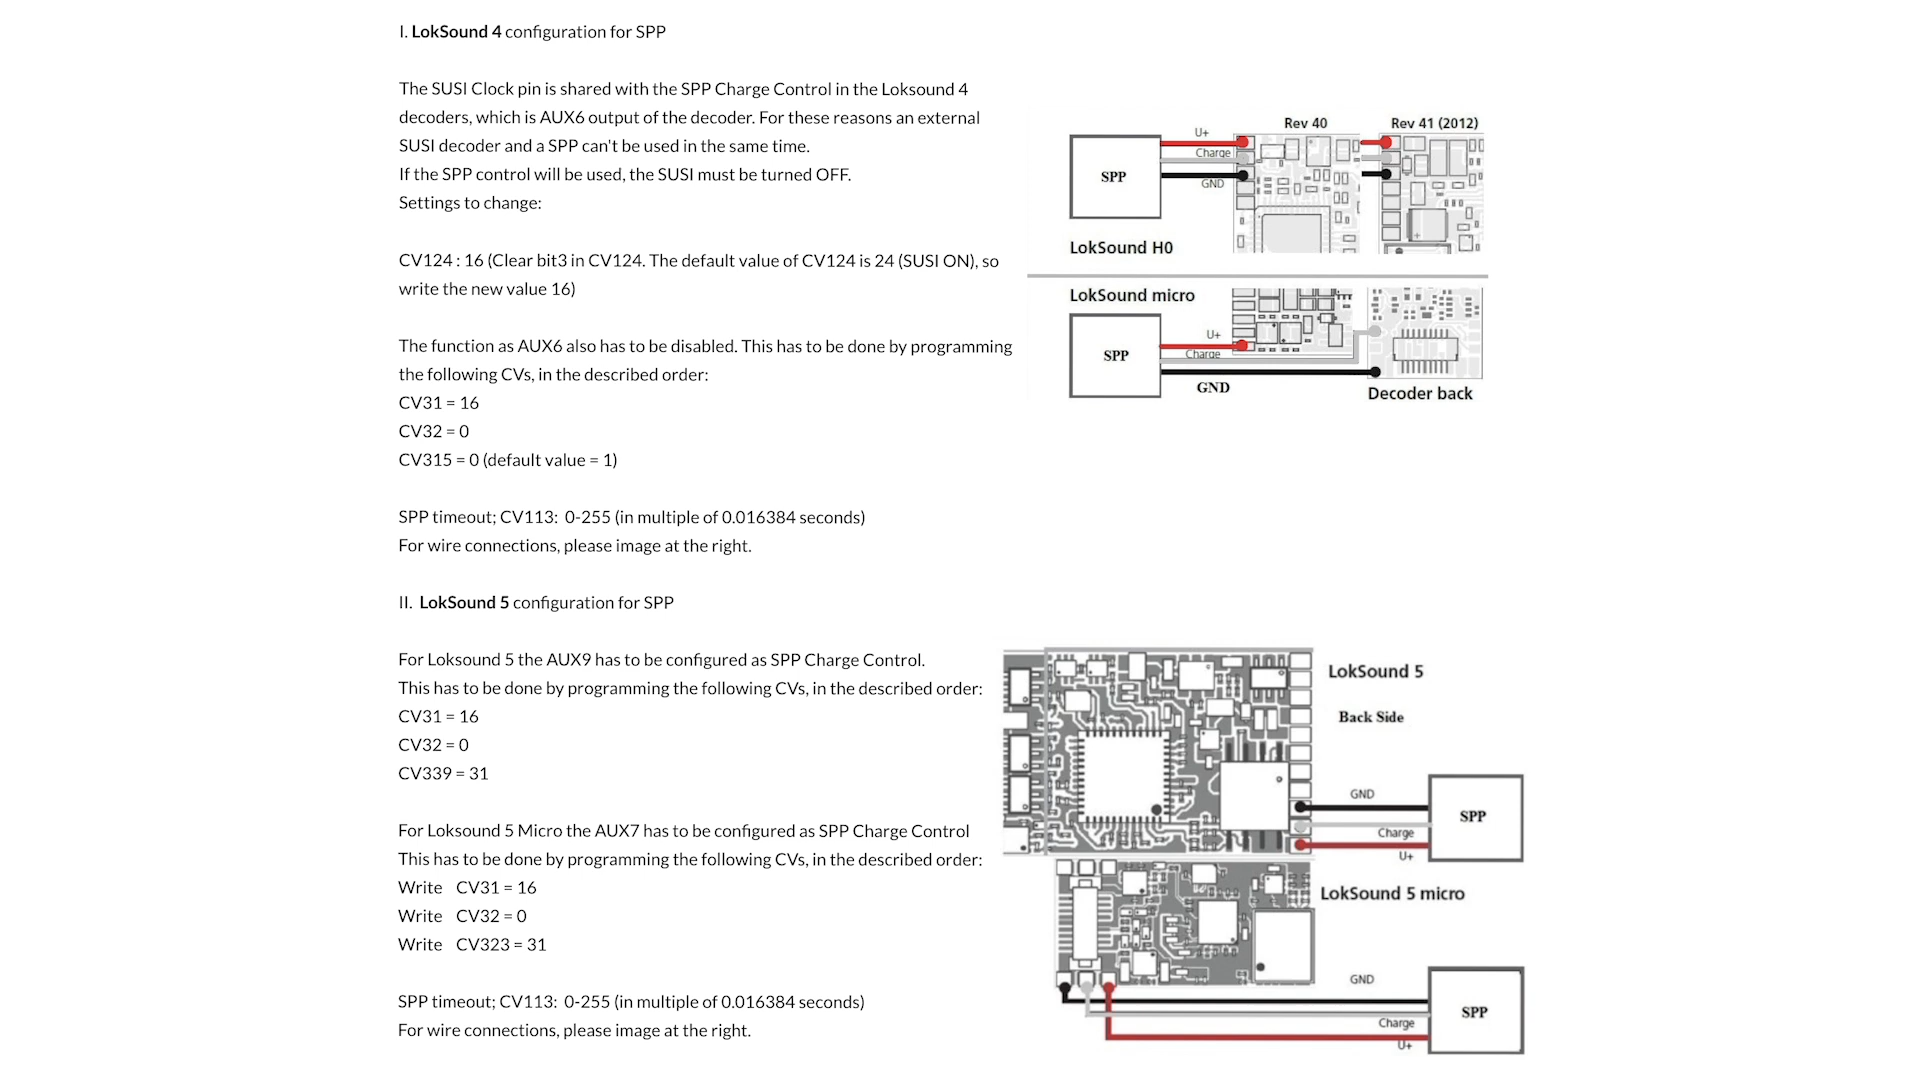 I. LokSound 4 configuration for SPP
The SUSI Clock pin is shared with the SPP Charge Control in the Loksound 4
decoders, which is AUX6 output of the decoder. For these reasons an external
SUSI decoder and a SPP can't be used in the same time.
If the SPP control will be used, the SUSI must be turned OFF.
Settings to change:
CV124 : 16 (Clear bit3 in CV124. The default value of CV124 is 24 (SUSI ON), so
write the new value 16)
The function as AUX6 also has to be disabled. This has to be done by programming
the following CVs, in the described order:
CV31 = 16
CV32 = 0
CV315 = 0 (default value = 1)
SPP timeout; CV113: 0-255 (in multiple of 0.016384 seconds)
For wire connections, please image at the right.
Rev 40
Rev 41 (2012)
U+
Charge
SPP
GND
LokSound H0
LokSound micro
U+
SPP
Charge
GND
Decoder back
II. LokSound 5 configuration for SPP
For Loksound 5 the AUX9 has to be configured as SPP Charge Control.
This has to be done by programming the following CVs, in the described order:
CV31 = 16
CV32 = 0
CV339 = 31
For Loksound 5 Micro the AUX7 has to be configured as SPP Charge Control
This has to be done by programming the following CVs, in the described order:
Write CV31 = 16
Write CV32 = 0
Write CV323 = 31
SPP timeout; CV113: 0-255 (in multiple of 0.016384 seconds)
For wire connections, please image at the right.
LokSound 5
Back Side
GND
SPP
Charge
U+
LokSound 5 micro
GND
SPP
Charge
U+